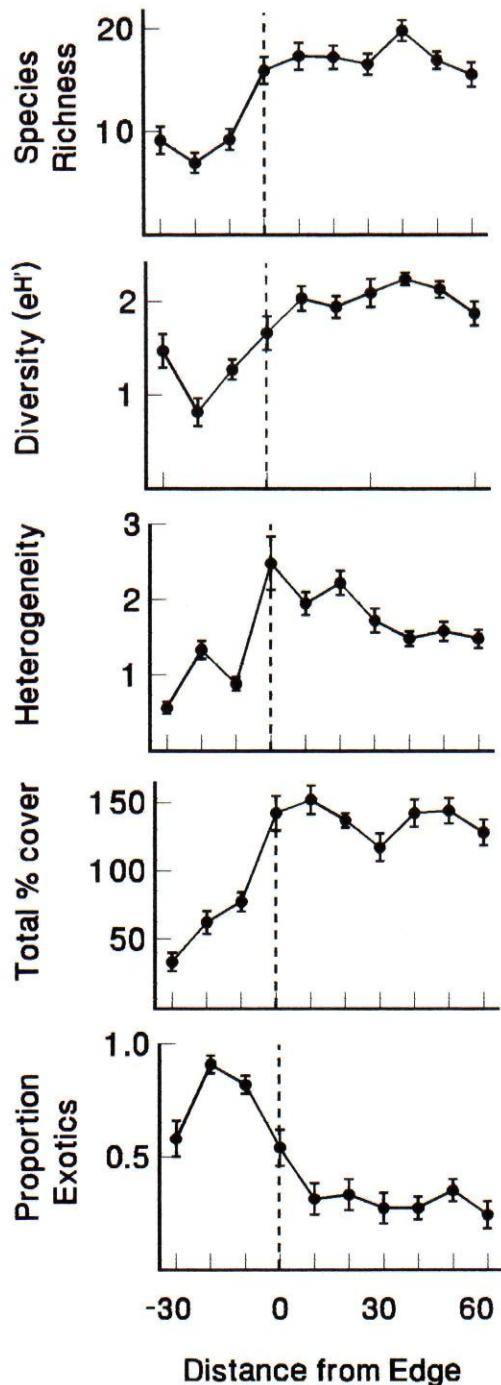 Species
Richness
20
10
Diversity (eH')
2
1
Heterogeneity
3
2
1
Total % cover
150
100
50
Proportion
Exotics
1.0
0.5
-30 0 30 60
Distance from Edge